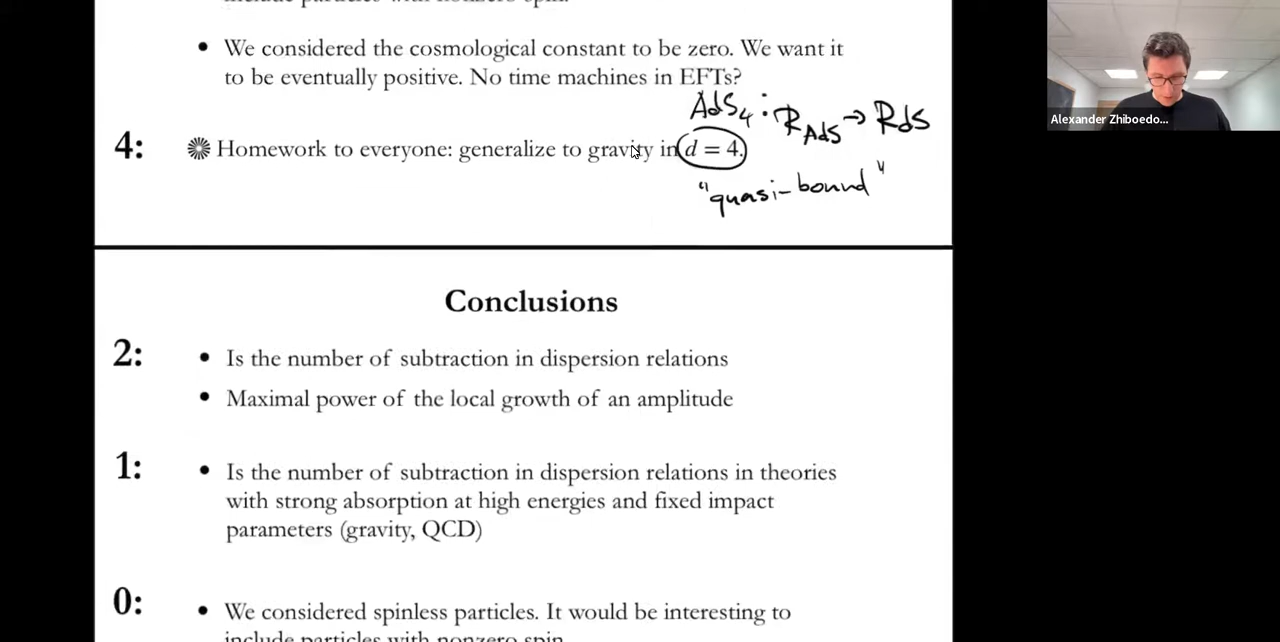 include particles with nonzero spin.
• We considered the cosmological constant to be zero. We want it
to be eventually positive. No time machines in EFTs?
AdS₄ : R_AdS → R_dS
4: Homework to everyone: generalize to gravity in d = 4.
"quasi-bound"
Conclusions
2: • Is the number of subtraction in dispersion relations
• Maximal power of the local growth of an amplitude
1: • Is the number of subtraction in dispersion relations in theories
with strong absorption at high energies and fixed impact
parameters (gravity, QCD)
0: • We considered spinless particles. It would be interesting to
include particles with nonzero spin.
Alexander Zhiboedo...